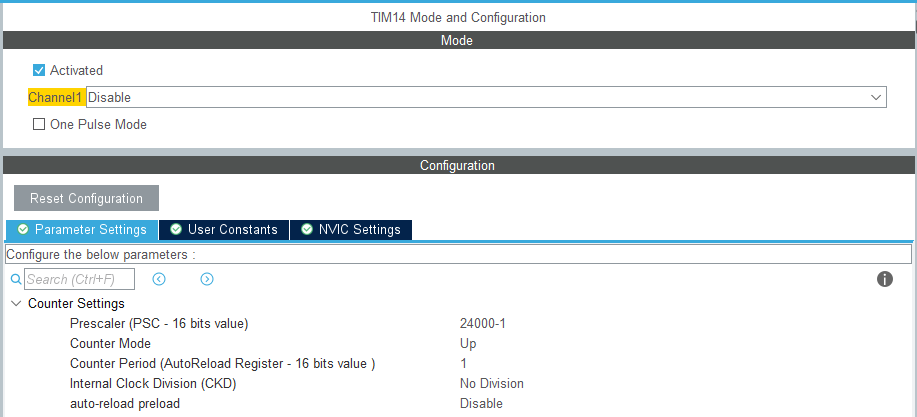 TIM14 Mode and Configuration
Mode
Activated
Channel1 Disable
One Pulse Mode
Configuration
Reset Configuration
Parameter Settings User Constants NVIC Settings
Configure the below parameters :
Search (Ctrl+F)
Counter Settings
Prescaler (PSC - 16 bits value) 24000-1
Counter Mode Up
Counter Period (AutoReload Register - 16 bits value ) 1
Internal Clock Division (CKD) No Division
auto-reload preload Disable